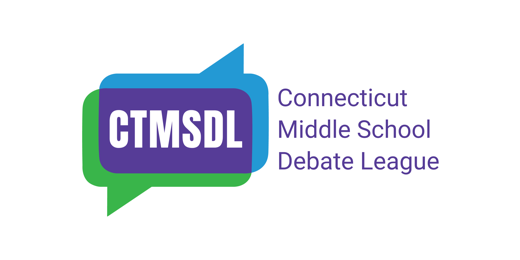 CTMSDL
Connecticut
Middle School
Debate League